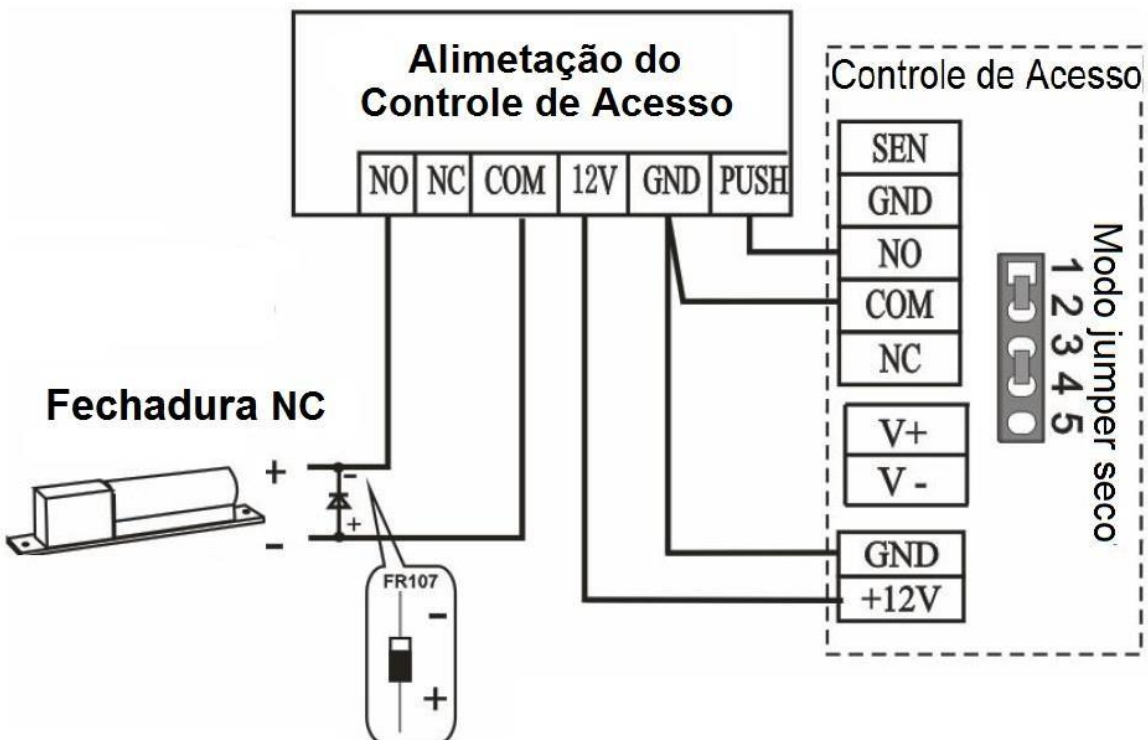 Alimetação do
Controle de Acesso
NO NC COM 12V GND PUSH
Controle de Acesso
SEN
GND
NO
COM
NC
V+
V -
GND
+12V
1 2 3 4 5
Modo jumper seco
Fechadura NC
+
-
-
+
FR107
-
+